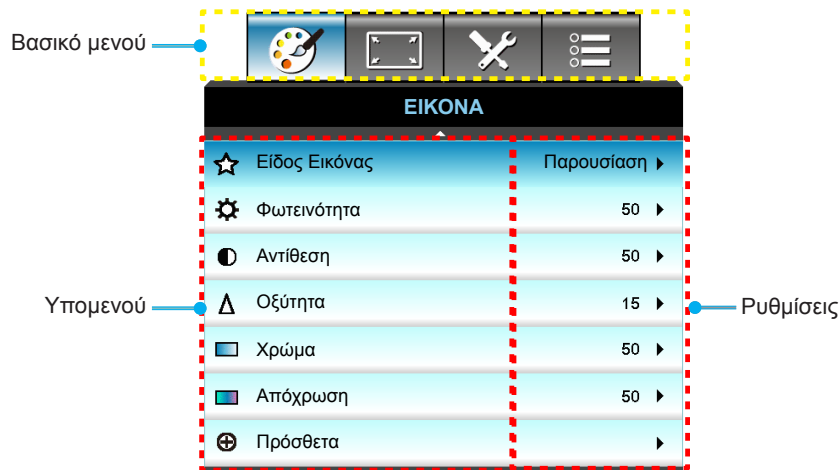 Βασικό μενού
ΕΙΚΟΝΑ
Είδος Εικόνας Παρουσίαση
Φωτεινότητα 50
Αντίθεση 50
Υπομενού Οξύτητα 15 Ρυθμίσεις
Χρώμα 50
Απόχρωση 50
Πρόσθετα